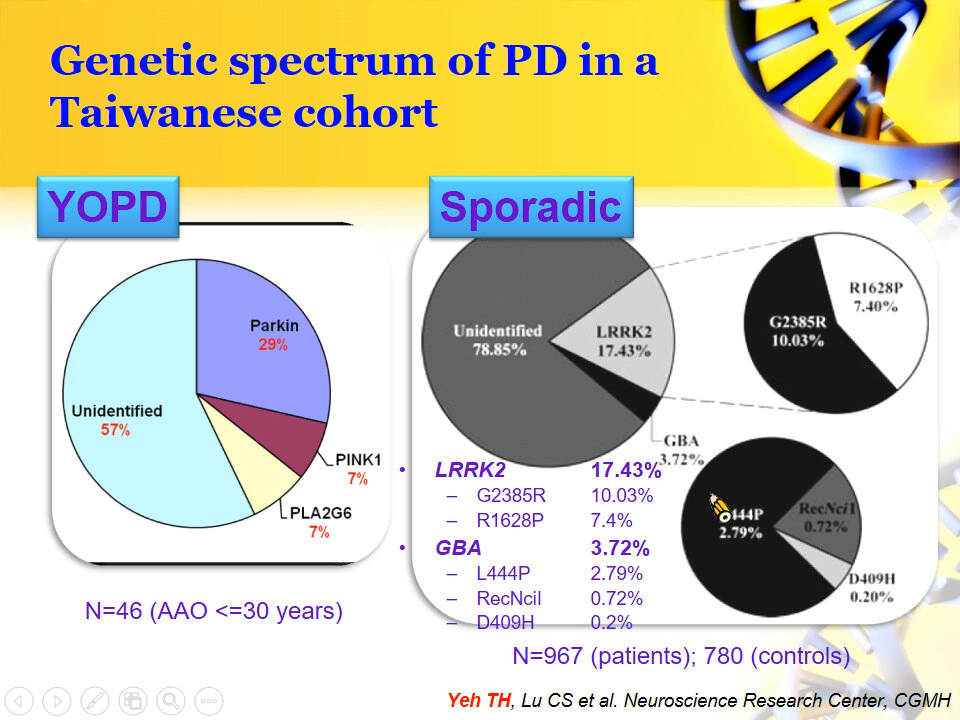 Genetic spectrum of PD in a
Taiwanese cohort
YOPD
Parkin
29%
Unidentified
57%
PINK1
7%
PLA2G6
7%
N=46 (AAO <=30 years)
Sporadic
Unidentified
78.85%
LRRK2
17.43%
GBA
3.72%
R1628P
7.40%
G2385R
10.03%
444P
2.79%
RecNciI
0.72%
D409H
0.20%
• LRRK2 17.43%
– G2385R 10.03%
– R1628P 7.4%
• GBA 3.72%
– L444P 2.79%
– RecNciI 0.72%
– D409H 0.2%
N=967 (patients); 780 (controls)
Yeh TH, Lu CS et al. Neuroscience Research Center, CGMH